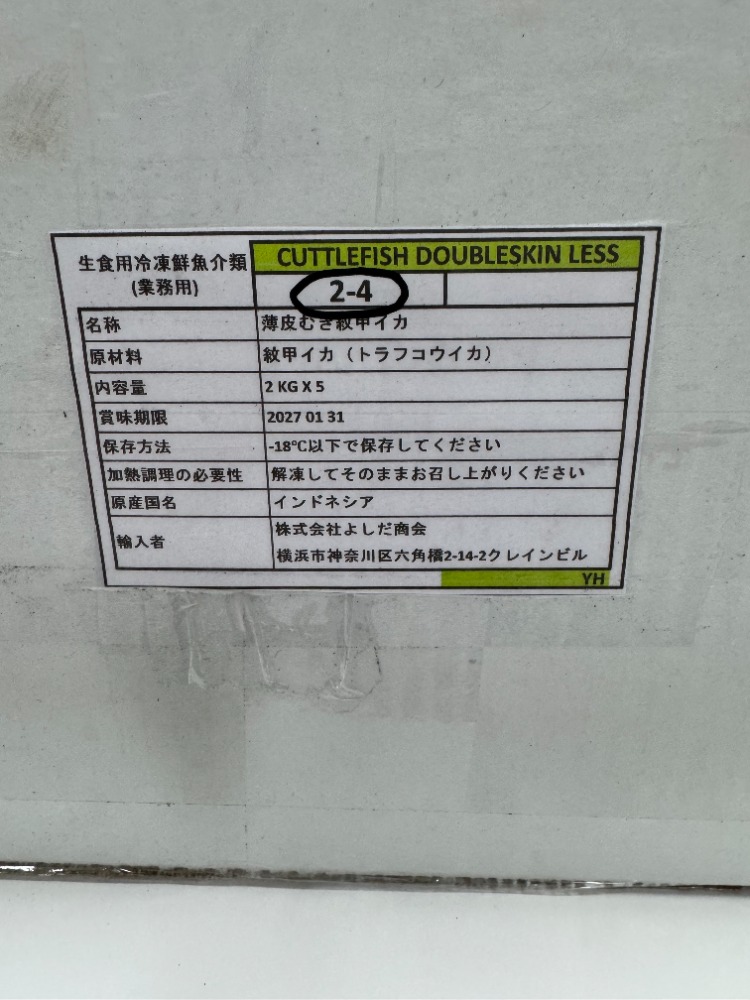 生食用冷凍鮮魚介類
(業務用)
CUTTLEFISH DOUBLESKIN LESS
2-4
名称 薄皮むき紋甲イカ
原材料 紋甲イカ（トラフコウイカ）
内容量 2 KG X 5
賞味期限 2027 01 31
保存方法 -18℃以下で保存してください
加熱調理の必要性 解凍してそのままお召し上がりください
原産国名 インドネシア
輸入者 株式会社よしだ商会
横浜市神奈川区六角橋2-14-2クレインビル
YH